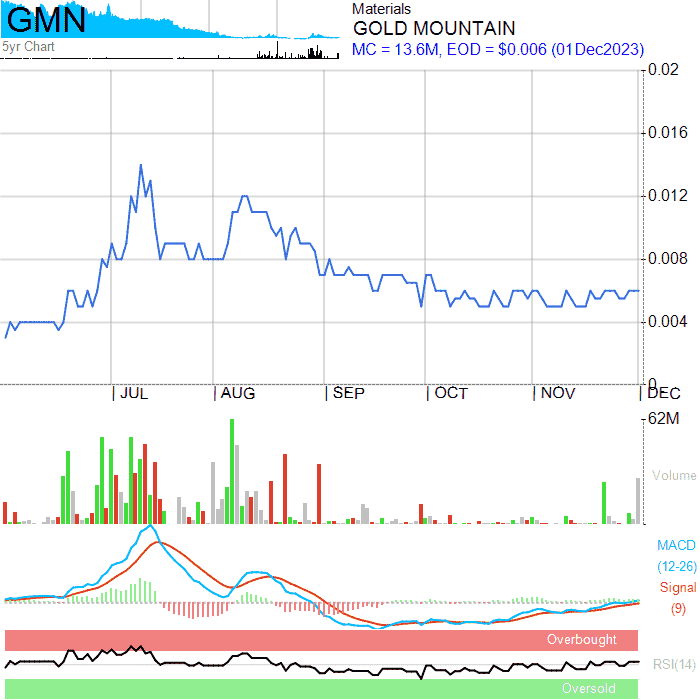 GMN
5yr Chart
Materials
GOLD MOUNTAIN
MC = 13.6M, EOD = $0.006 (01Dec2023)
0.02
0.016
0.012
0.008
0.004
0
JUL AUG SEP OCT NOV DEC
62M
Volume
MACD
(12-26)
Signal
(9)
Overbought
RSI(14)
Oversold